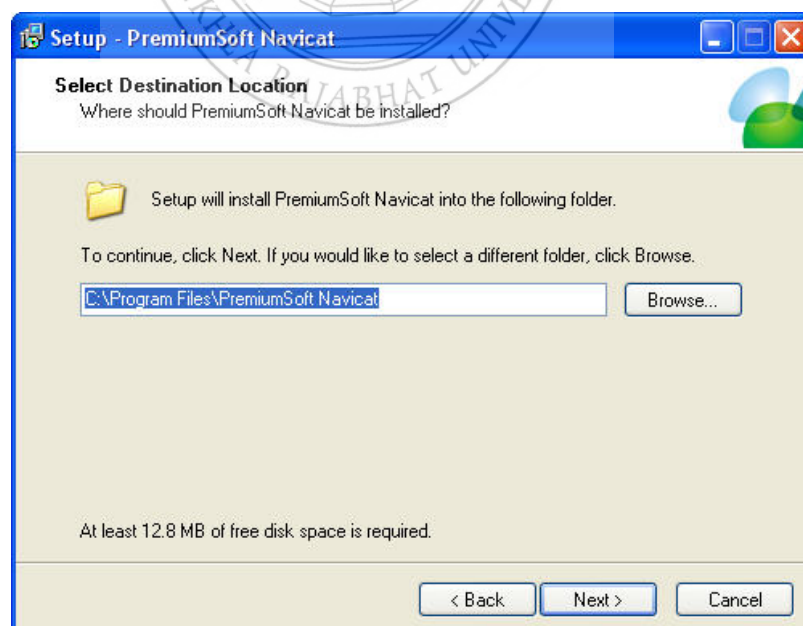 Setup - PremiumSoft Navicat
Select Destination Location
Where should PremiumSoft Navicat be installed?
RAJABHAT
Setup will install PremiumSoft Navicat into the following folder.
To continue, click Next. If you would like to select a different folder, click Browse.
C:\Program Files\PremiumSoft Navicat
Browse...
At least 12.8 MB of free disk space is required.
< Back
Next >
Cancel